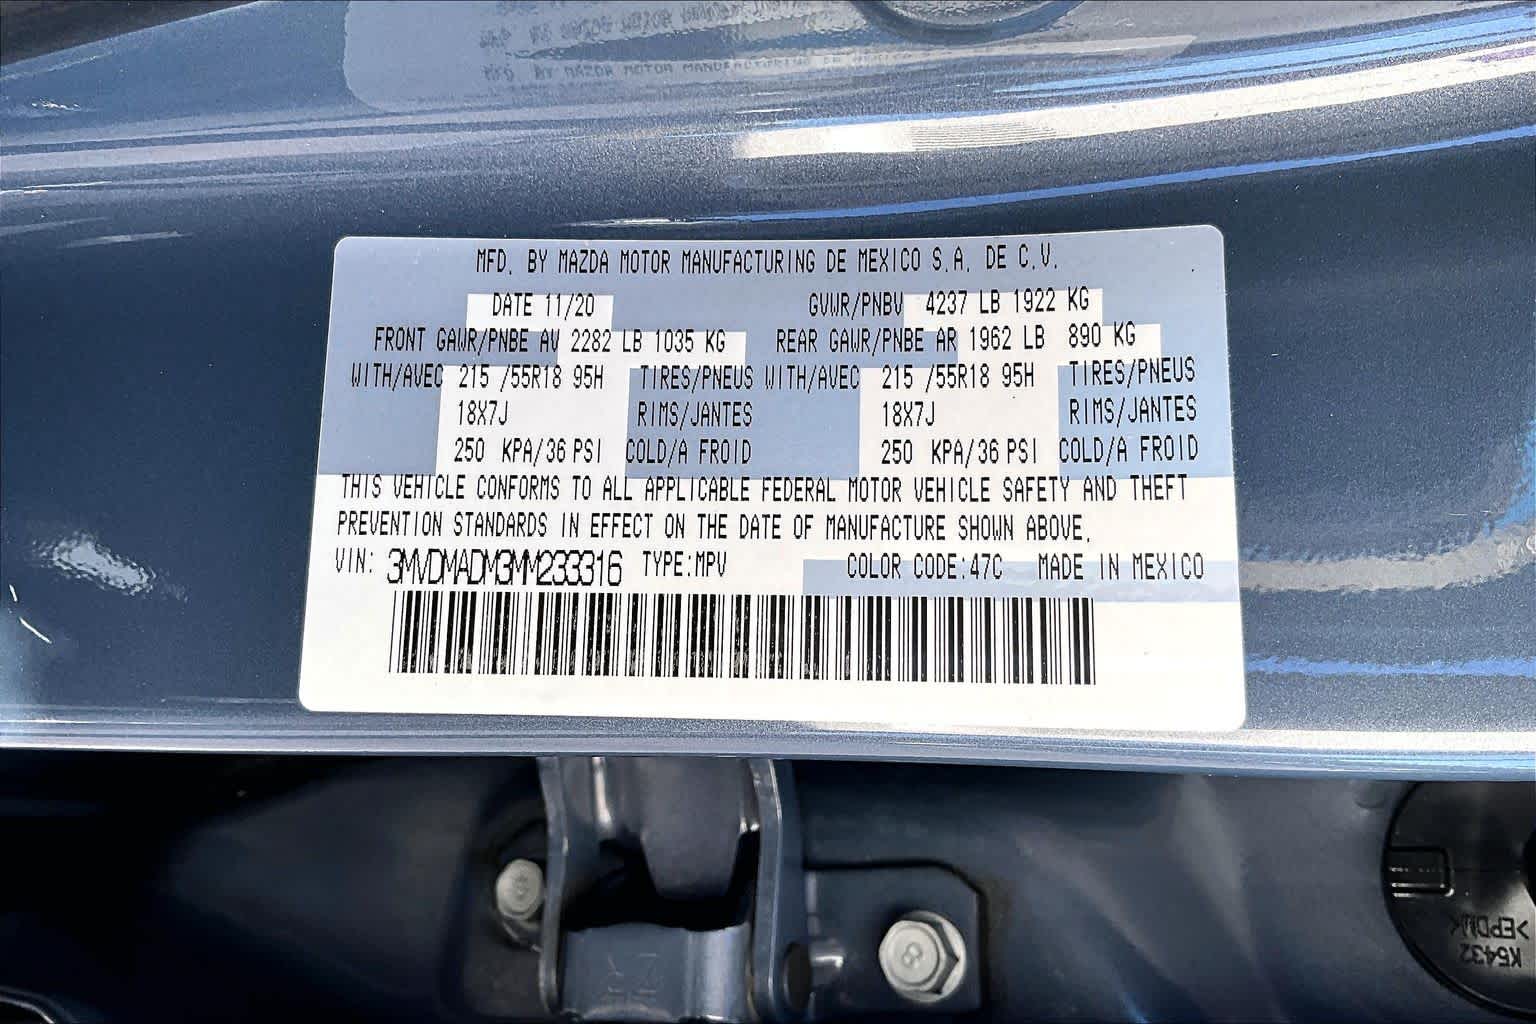 MFD. BY MAZDA MOTOR MANUFACTURING DE MEXICO S.A. DE C.V.
DATE 11/20 GVWR/PNBV 4237 LB 1922 KG
FRONT GAWR/PNBE AV 2282 LB 1035 KG REAR GAWR/PNBE AR 1962 LB 890 KG
WITH/AVEC 215 /55R18 95H TIRES/PNEUS WITH/AVEC 215 /55R18 95H TIRES/PNEUS
18X7J RIMS/JANTES 18X7J RIMS/JANTES
250 KPA/36 PSI COLD/A FROID 250 KPA/36 PSI COLD/A FROID
THIS VEHICLE CONFORMS TO ALL APPLICABLE FEDERAL MOTOR VEHICLE SAFETY AND THEFT
PREVENTION STANDARDS IN EFFECT ON THE DATE OF MANUFACTURE SHOWN ABOVE.
VIN: 3MVDMADM3MM233316 TYPE:MPV COLOR CODE:47C MADE IN MEXICO
8
>EPDM<
K5432